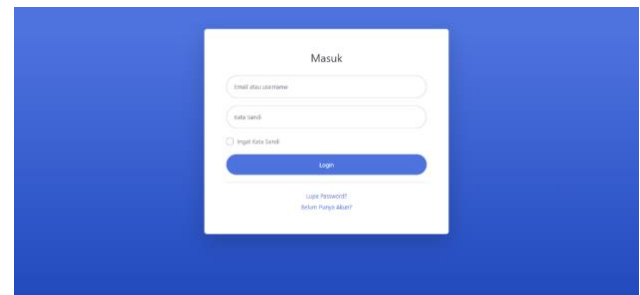 Masuk
Email atau username
Kata Sandi
Ingat Kata Sandi
Login
Lupa Password?
Belum Punya Akun?